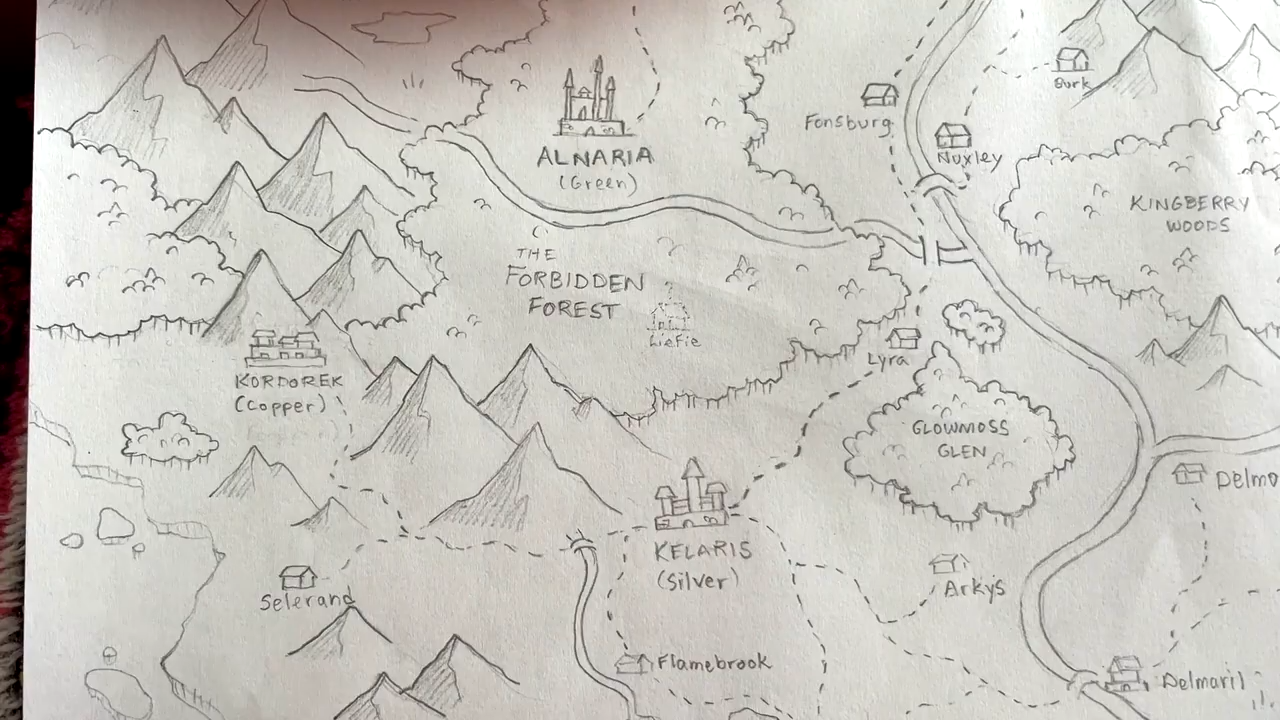 Burk
Fonsburg
Nuxley
ALNARIA
(Green)
KINGBERRY
WOODS
THE
FORBIDDEN
FOREST
Liefie
Lyra
KORDOREK
(Copper)
GLOWMOSS
GLEN
Delmo
KELARIS
(Silver)
Arkys
Selerand
Flamebrook
Delmaril